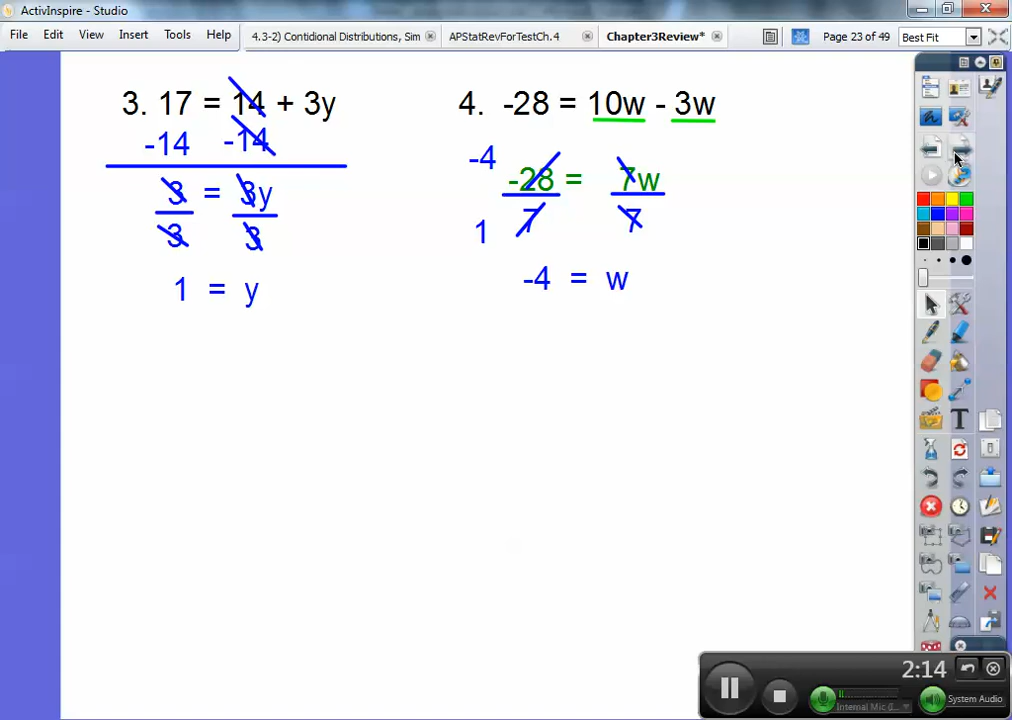 ActivInspire - Studio
File Edit View Insert Tools Help
4.3-2) Contidional Distributions, Sim
APStatRevForTestCh.4
Chapter3Review*
Page 23 of 49
Best Fit
3. 17 = 14 + 3y
-14 -14
3 = 3y
3 3
1 = y
4. -28 = 10w - 3w
-4 -28 = 7w
1 7 7
-4 = w
2:14
Internal Mic (I...
System Audio